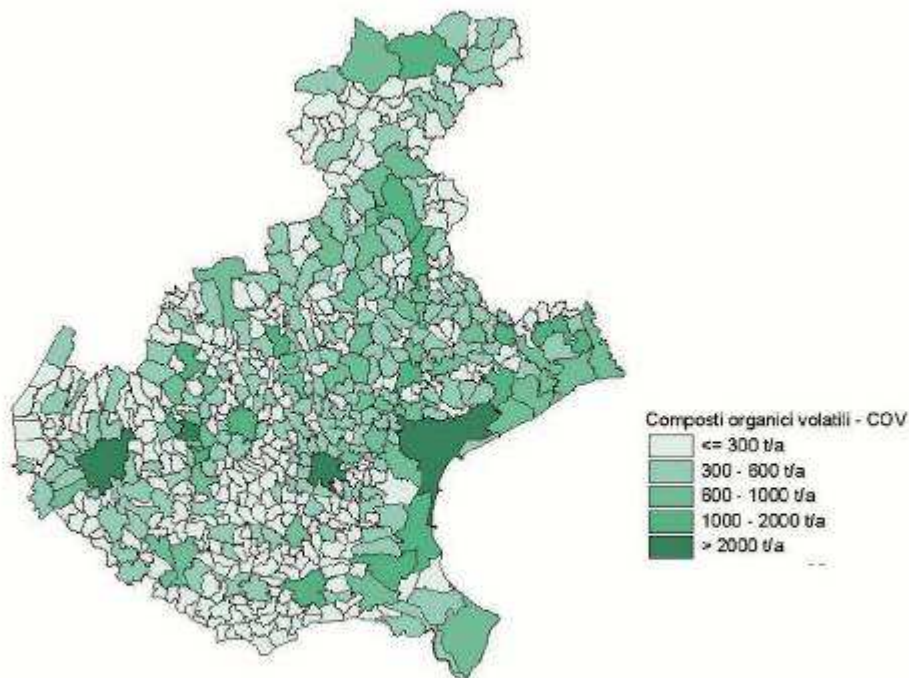 Composti organici volatili - COV
<= 300 t/a
300 - 600 t/a
600 - 1000 t/a
1000 - 2000 t/a
> 2000 t/a